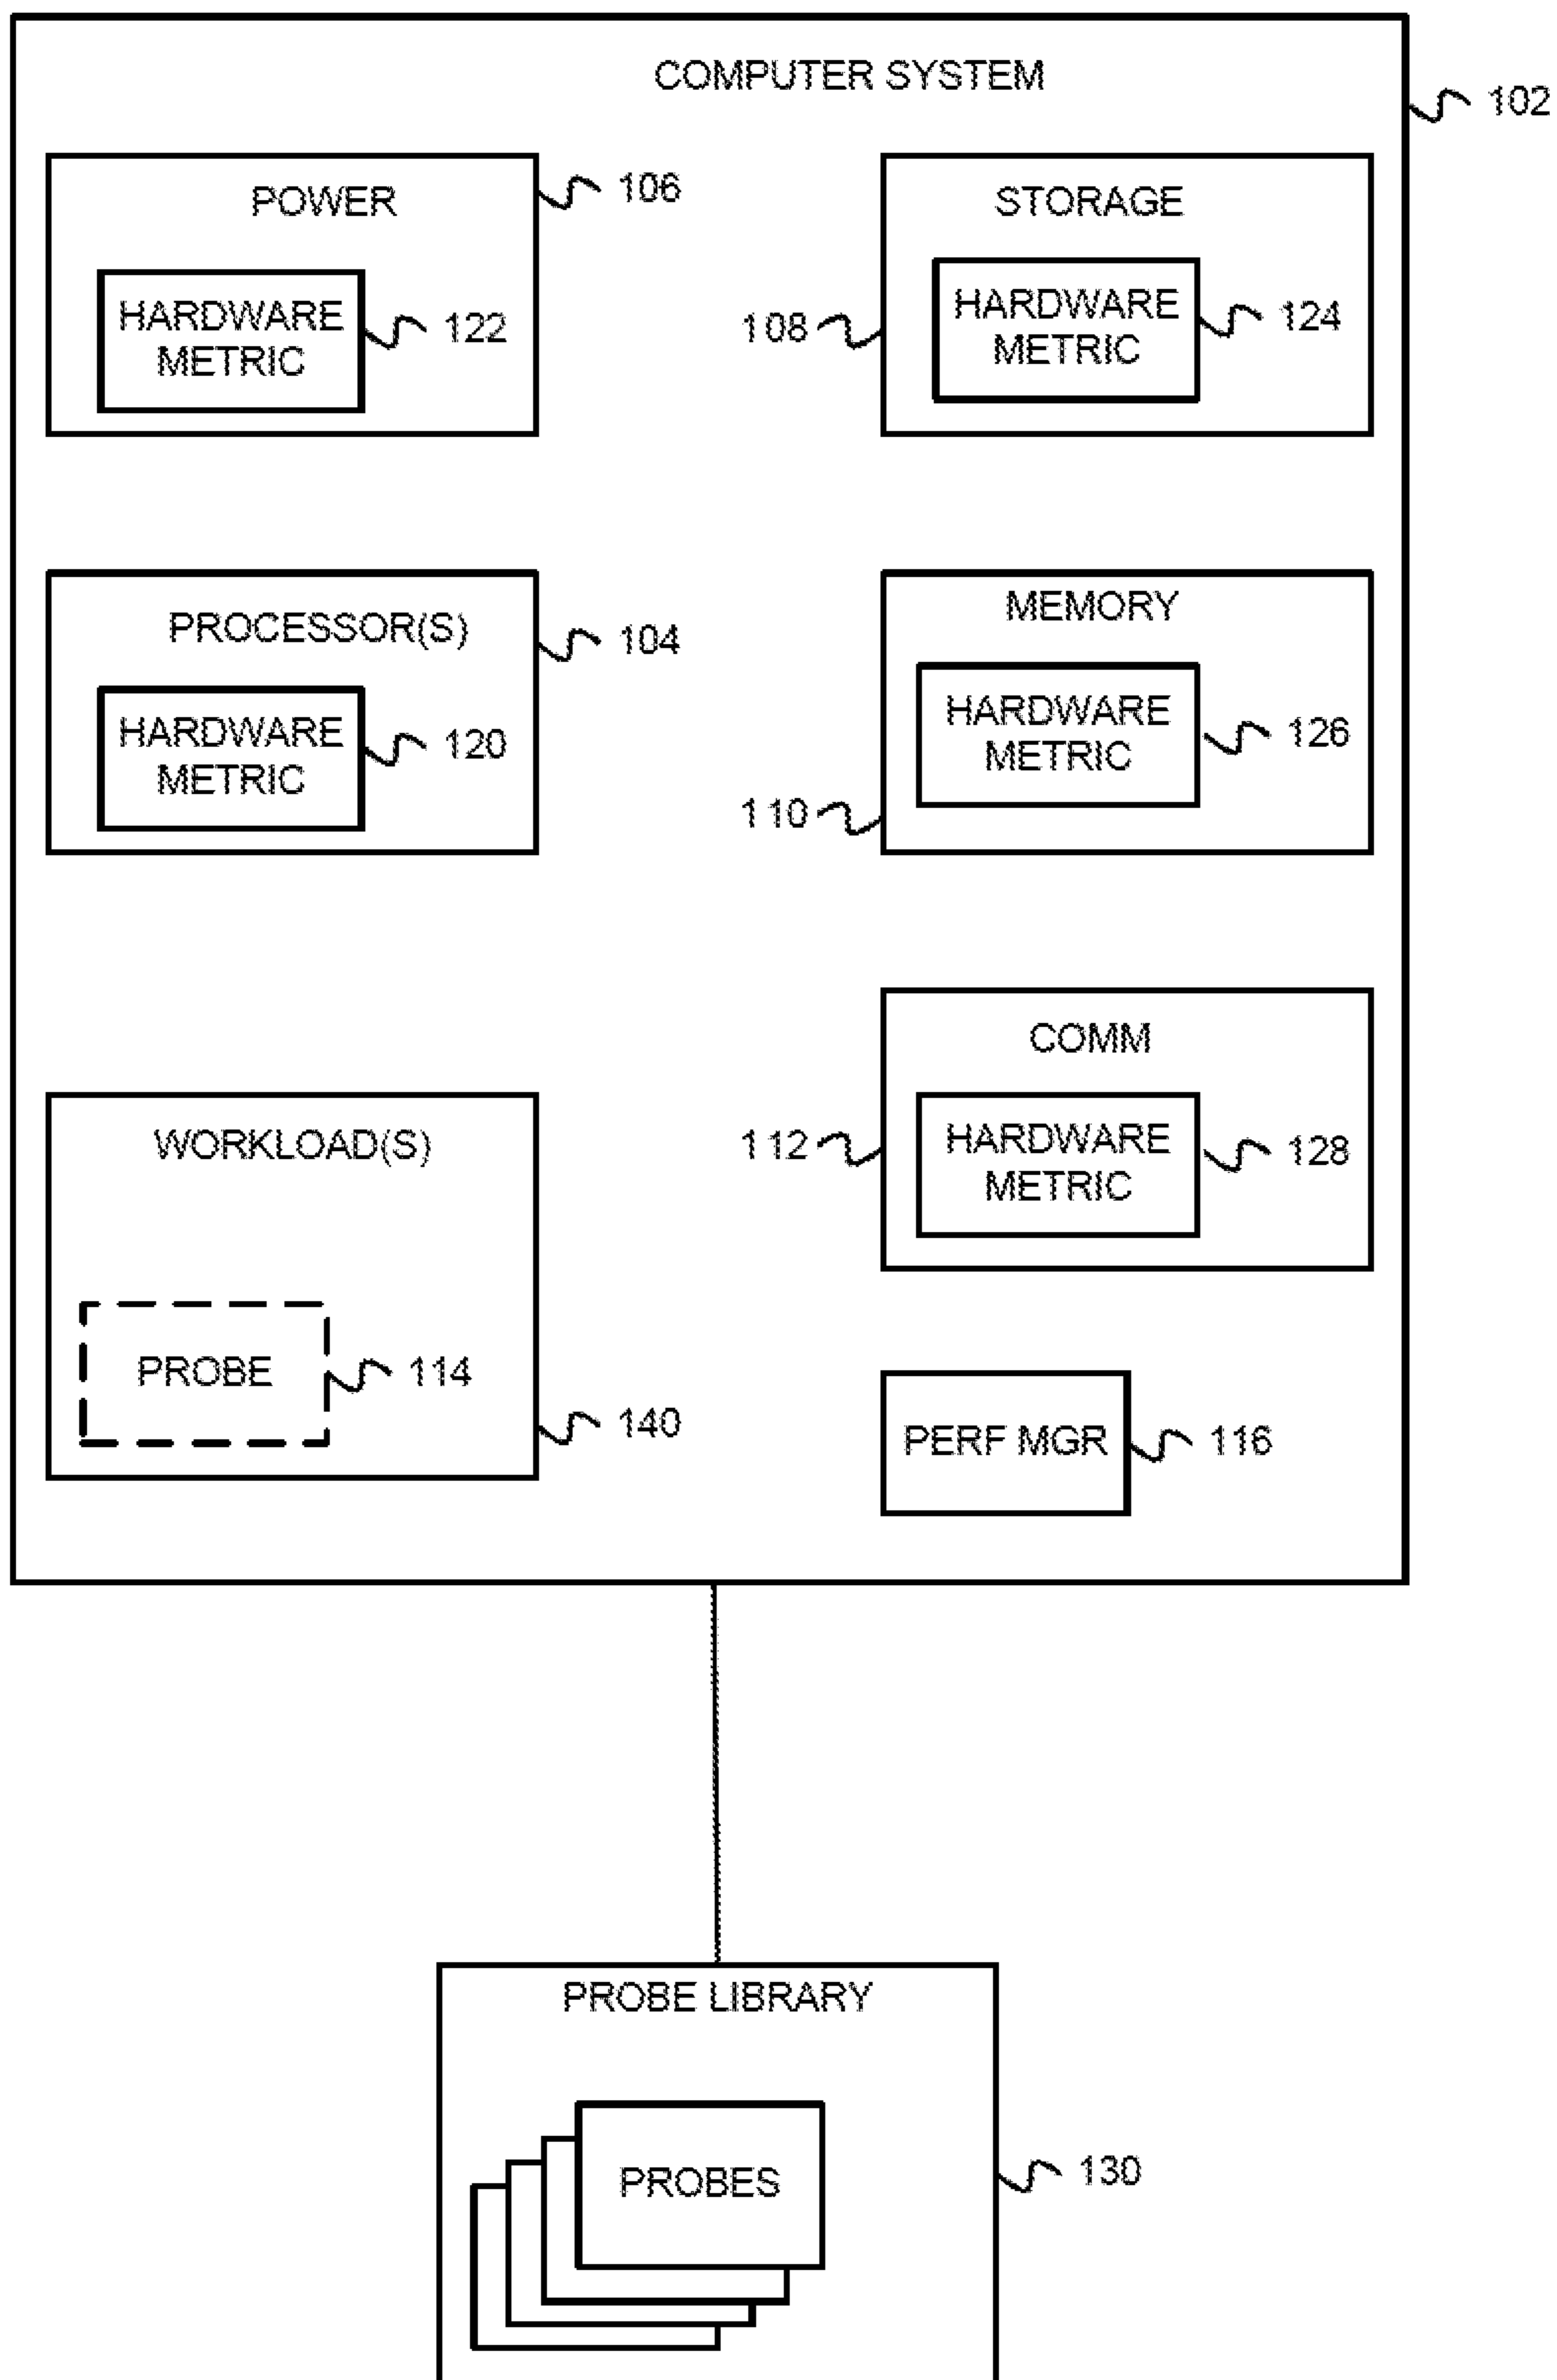 COMPUTER SYSTEM
102
POWER
106
HARDWARE
METRIC
122
STORAGE
108
HARDWARE
METRIC
124
PROCESSOR(S)
104
HARDWARE
METRIC
120
MEMORY
HARDWARE
METRIC
126
110
COMM
112
HARDWARE
METRIC
128
WORKLOAD(S)
PROBE
114
140
PERF MGR
116
PROBE LIBRARY
PROBES
130